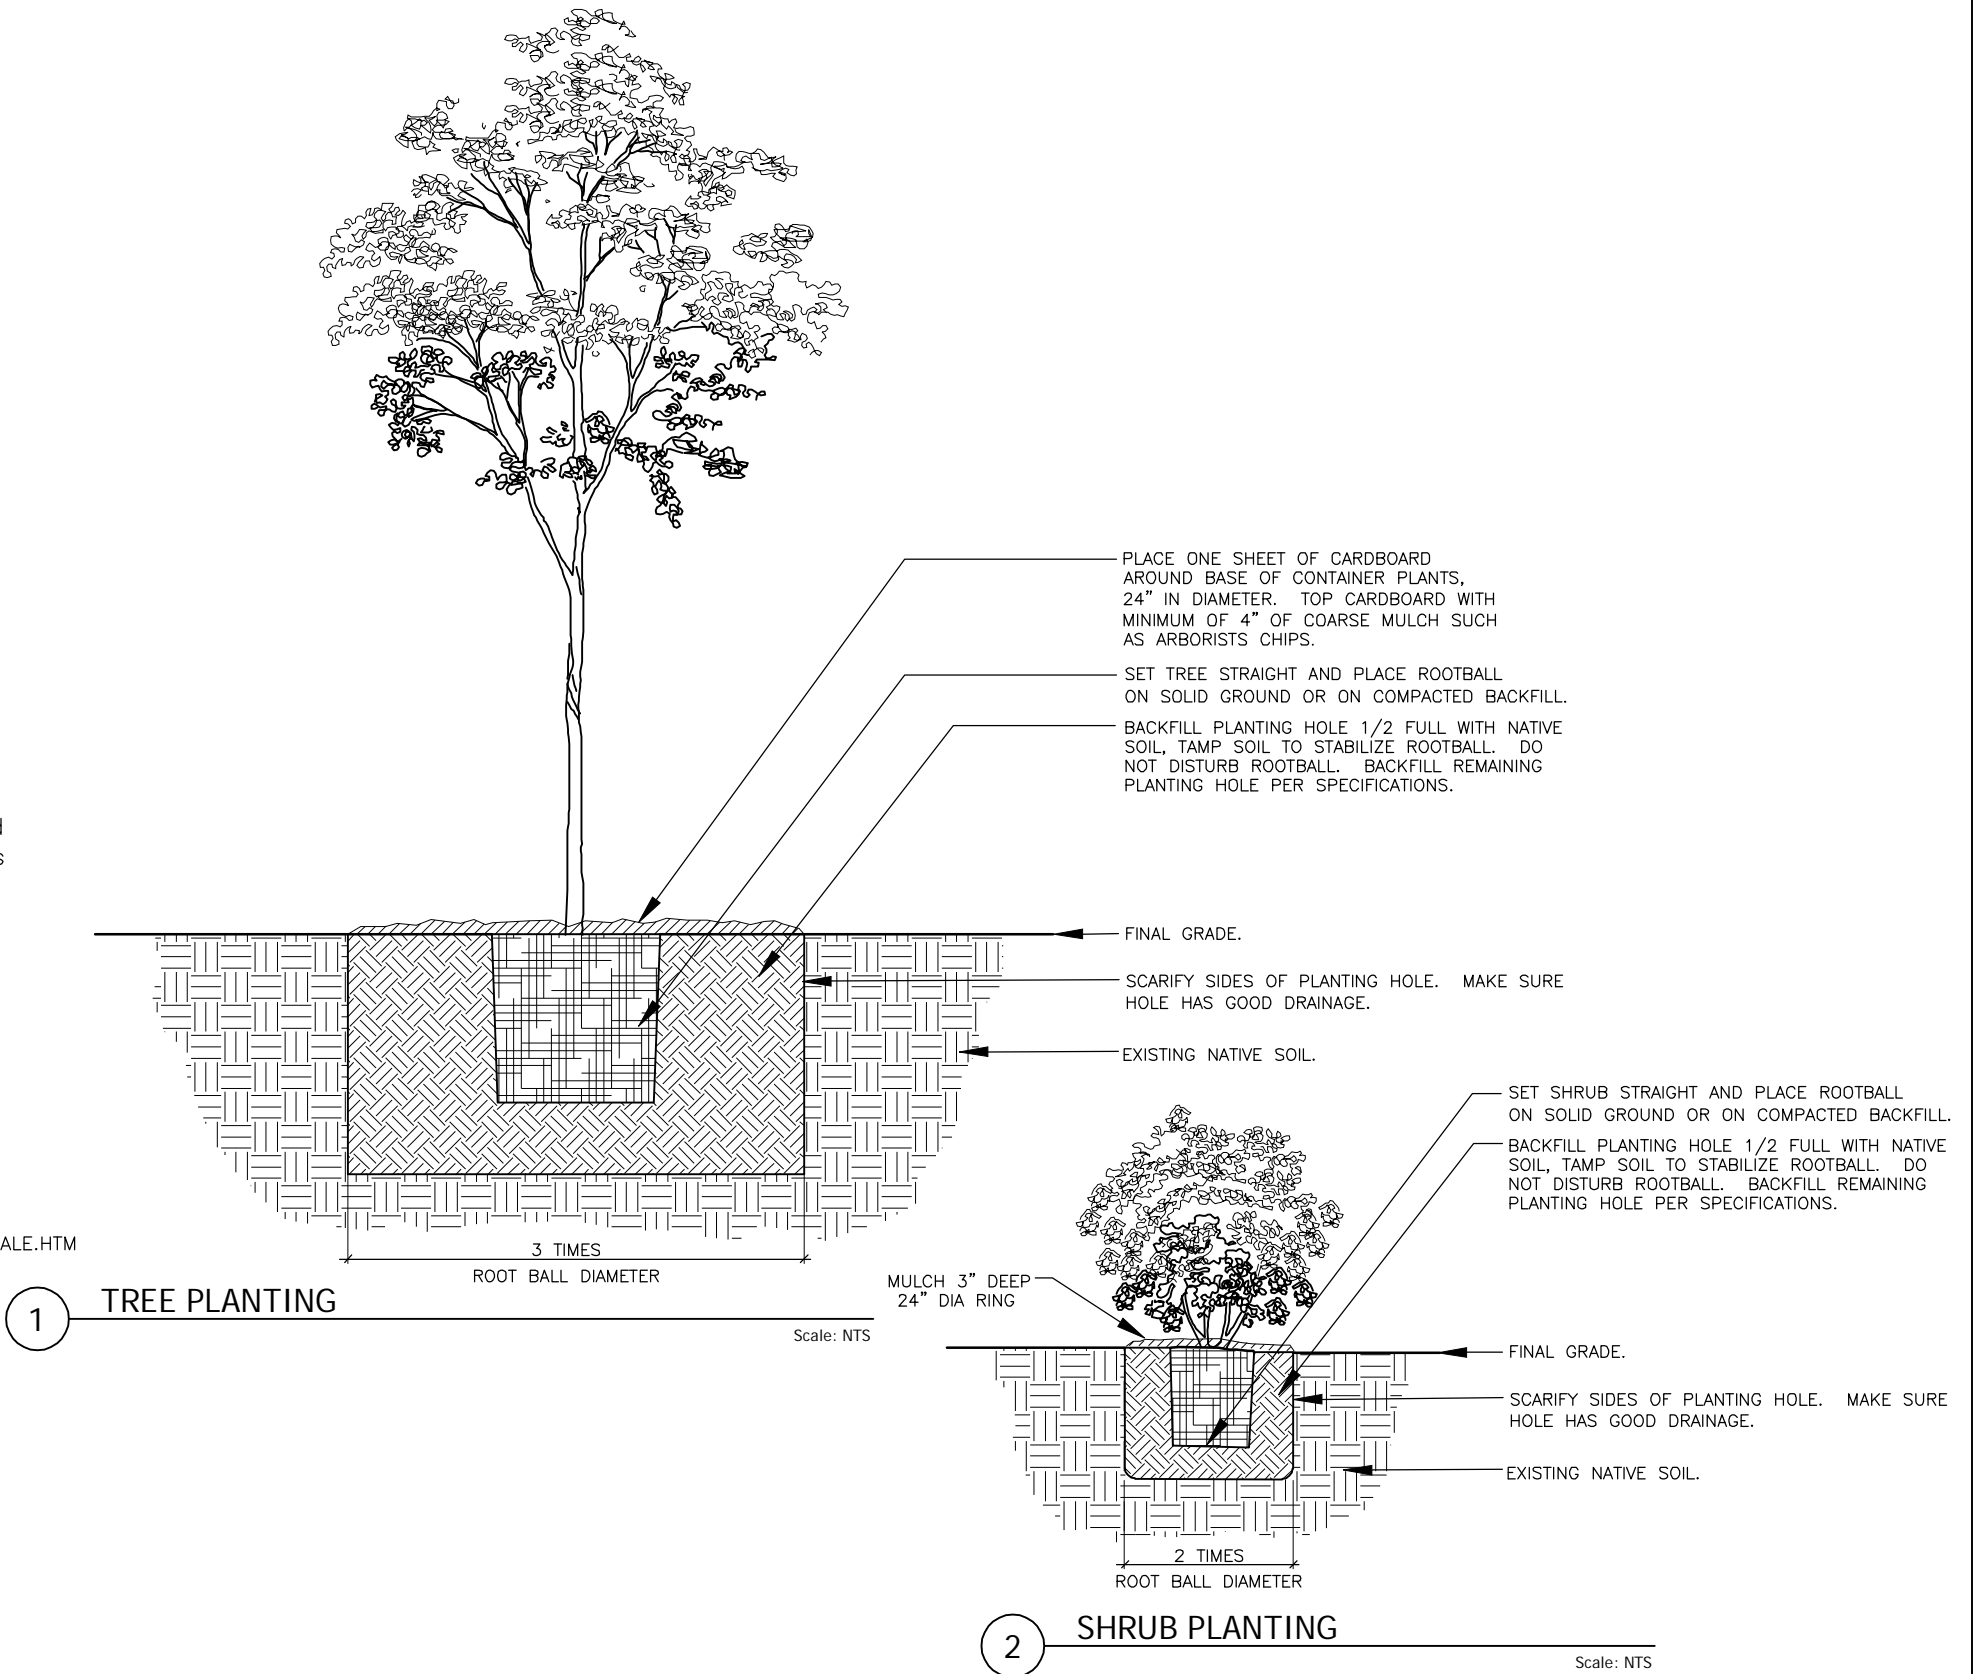 PLACE ONE SHEET OF CARDBOARD
AROUND BASE OF CONTAINER PLANTS,
24” IN DIAMETER. TOP CARDBOARD WITH
MINIMUM OF 4” OF COARSE MULCH SUCH
AS ARBORISTS CHIPS.
SET TREE STRAIGHT AND PLACE ROOTBALL
ON SOLID GROUND OR ON COMPACTED BACKFILL.
BACKFILL PLANTING HOLE 1/2 FULL WITH NATIVE
SOIL, TAMP SOIL TO STABILIZE ROOTBALL. DO
NOT DISTURB ROOTBALL. BACKFILL REMAINING
PLANTING HOLE PER SPECIFICATIONS.
FINAL GRADE.
SCARIFY SIDES OF PLANTING HOLE. MAKE SURE
HOLE HAS GOOD DRAINAGE.
EXISTING NATIVE SOIL.
ALE.HTM
3 TIMES
ROOT BALL DIAMETER
1 TREE PLANTING
Scale: NTS
SET SHRUB STRAIGHT AND PLACE ROOTBALL
ON SOLID GROUND OR ON COMPACTED BACKFILL.
BACKFILL PLANTING HOLE 1/2 FULL WITH NATIVE
SOIL, TAMP SOIL TO STABILIZE ROOTBALL. DO
NOT DISTURB ROOTBALL. BACKFILL REMAINING
PLANTING HOLE PER SPECIFICATIONS.
MULCH 3” DEEP
24” DIA RING
FINAL GRADE.
SCARIFY SIDES OF PLANTING HOLE. MAKE SURE
HOLE HAS GOOD DRAINAGE.
EXISTING NATIVE SOIL.
2 TIMES
ROOT BALL DIAMETER
2 SHRUB PLANTING
Scale: NTS